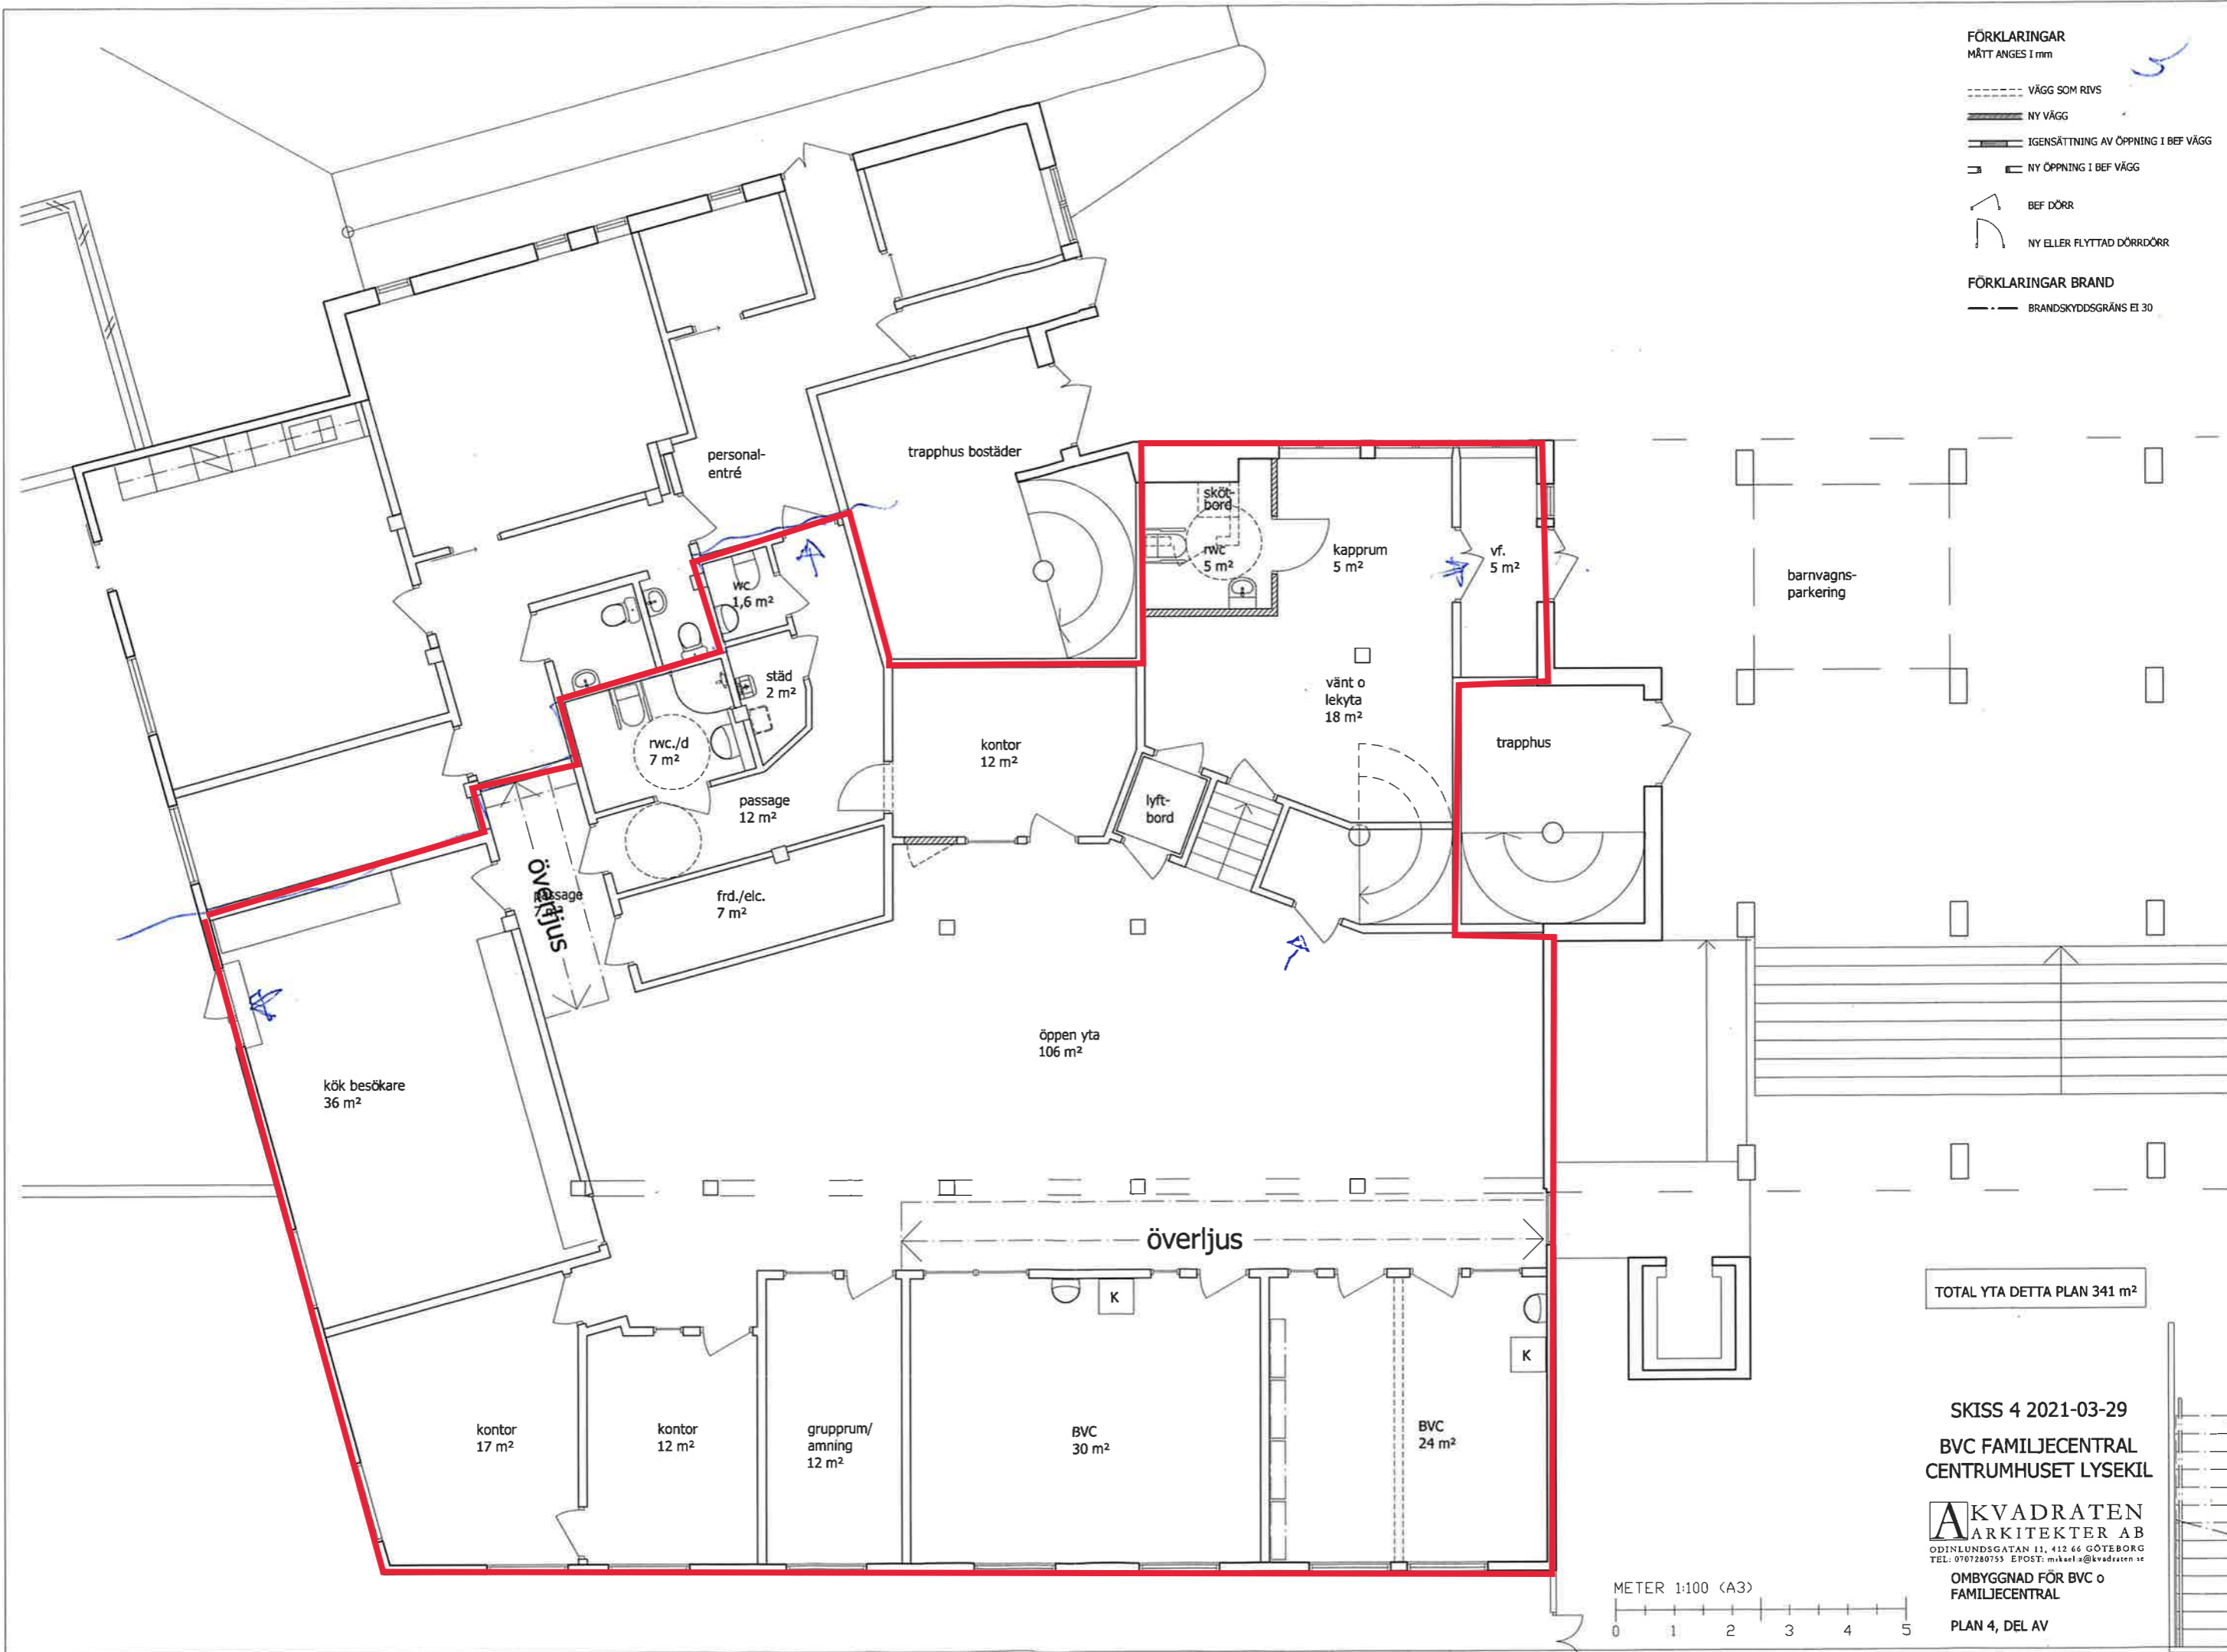 FÖRKLARINGAR
MÅTT ANGES I mm
VÄGG SOM RIVS
NY VÄGG
IGENSÄTTNING AV ÖPPNING I BEF VÄGG
NY ÖPPNING I BEF VÄGG
BEF DÖRR
NY ELLER FLYTTAD DÖRRDÖRR
FÖRKLARINGAR BRAND
BRANDSKYDDSGRÄNS EI 30
personal-
entré
trapphus bostäder
sköt-
bord
rwc
5 m²
kapprum
5 m²
vf.
5 m²
barnvagns-
parkering
wc
1,6 m²
städ
2 m²
rwc./d
7 m²
passage
12 m²
kontor
12 m²
vänt o
lekyta
18 m²
trapphus
lyft-
bord
överljus
passage
frd./elc.
7 m²
öppen yta
106 m²
kök besökare
36 m²
överljus
K
K
kontor
17 m²
kontor
12 m²
grupprum/
amning
12 m²
BVC
30 m²
BVC
24 m²
TOTAL YTA DETTA PLAN 341 m²
SKISS 4 2021-03-29
BVC FAMILJECENTRAL
CENTRUMHUSET LYSEKIL
AKVADRATEN
ARKITEKTER AB
ODINLUNDSGATAN 11, 412 66 GÖTEBORG
TEL: 0707280753 EPOST: mikael.z@kvadraten.se
OMBYGGNAD FÖR BVC o
FAMILJECENTRAL
PLAN 4, DEL AV
METER 1:100 (A3)
0 1 2 3 4 5